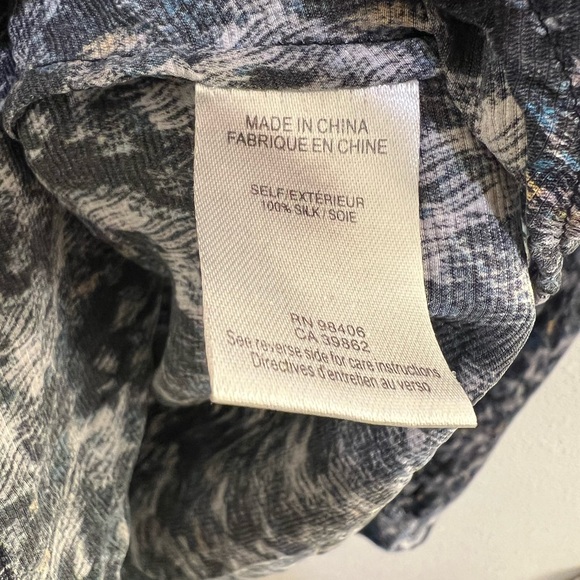 MADE IN CHINA
FABRIQUE EN CHINE
SELF/EXTÉRIEUR
100% SILK/SOIE
RN 98406
CA 39862
See reverse side for care instructions
Directives d'entretien au verso